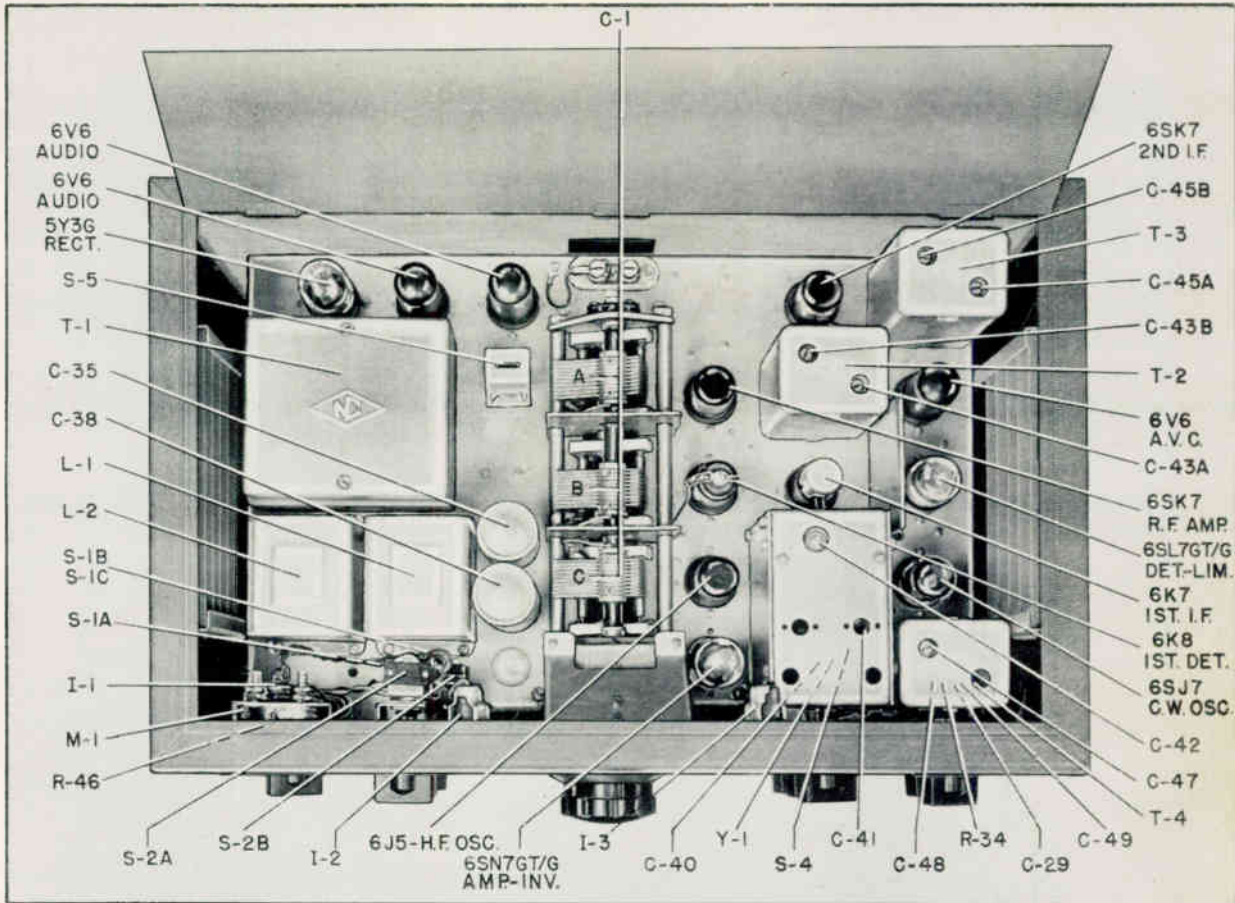 C-1
6V6
AUDIO
6V6
AUDIO
5Y3G
RECT.
S-5
T-1
C-35
C-38
L-1
L-2
S-1B
S-1C
S-1A
I-1
M-1
R-46
NC
A
B
C
6SK7
2ND I.F.
C-45B
T-3
C-45A
C-43B
T-2
6V6
A.V.C.
C-43A
6SK7
R.F. AMP.
6SL7GT/G
DET.-LIM.
6K7
1ST. I.F.
6K8
1ST. DET.
6SJ7
C.W. OSC.
C-42
C-47
T-4
S-2A
S-2B
I-2
6J5-H.F. OSC.
6SN7GT/G
AMP.-INV.
I-3
C-40
Y-1
S-4
C-41
C-48
R-34
C-29
C-49